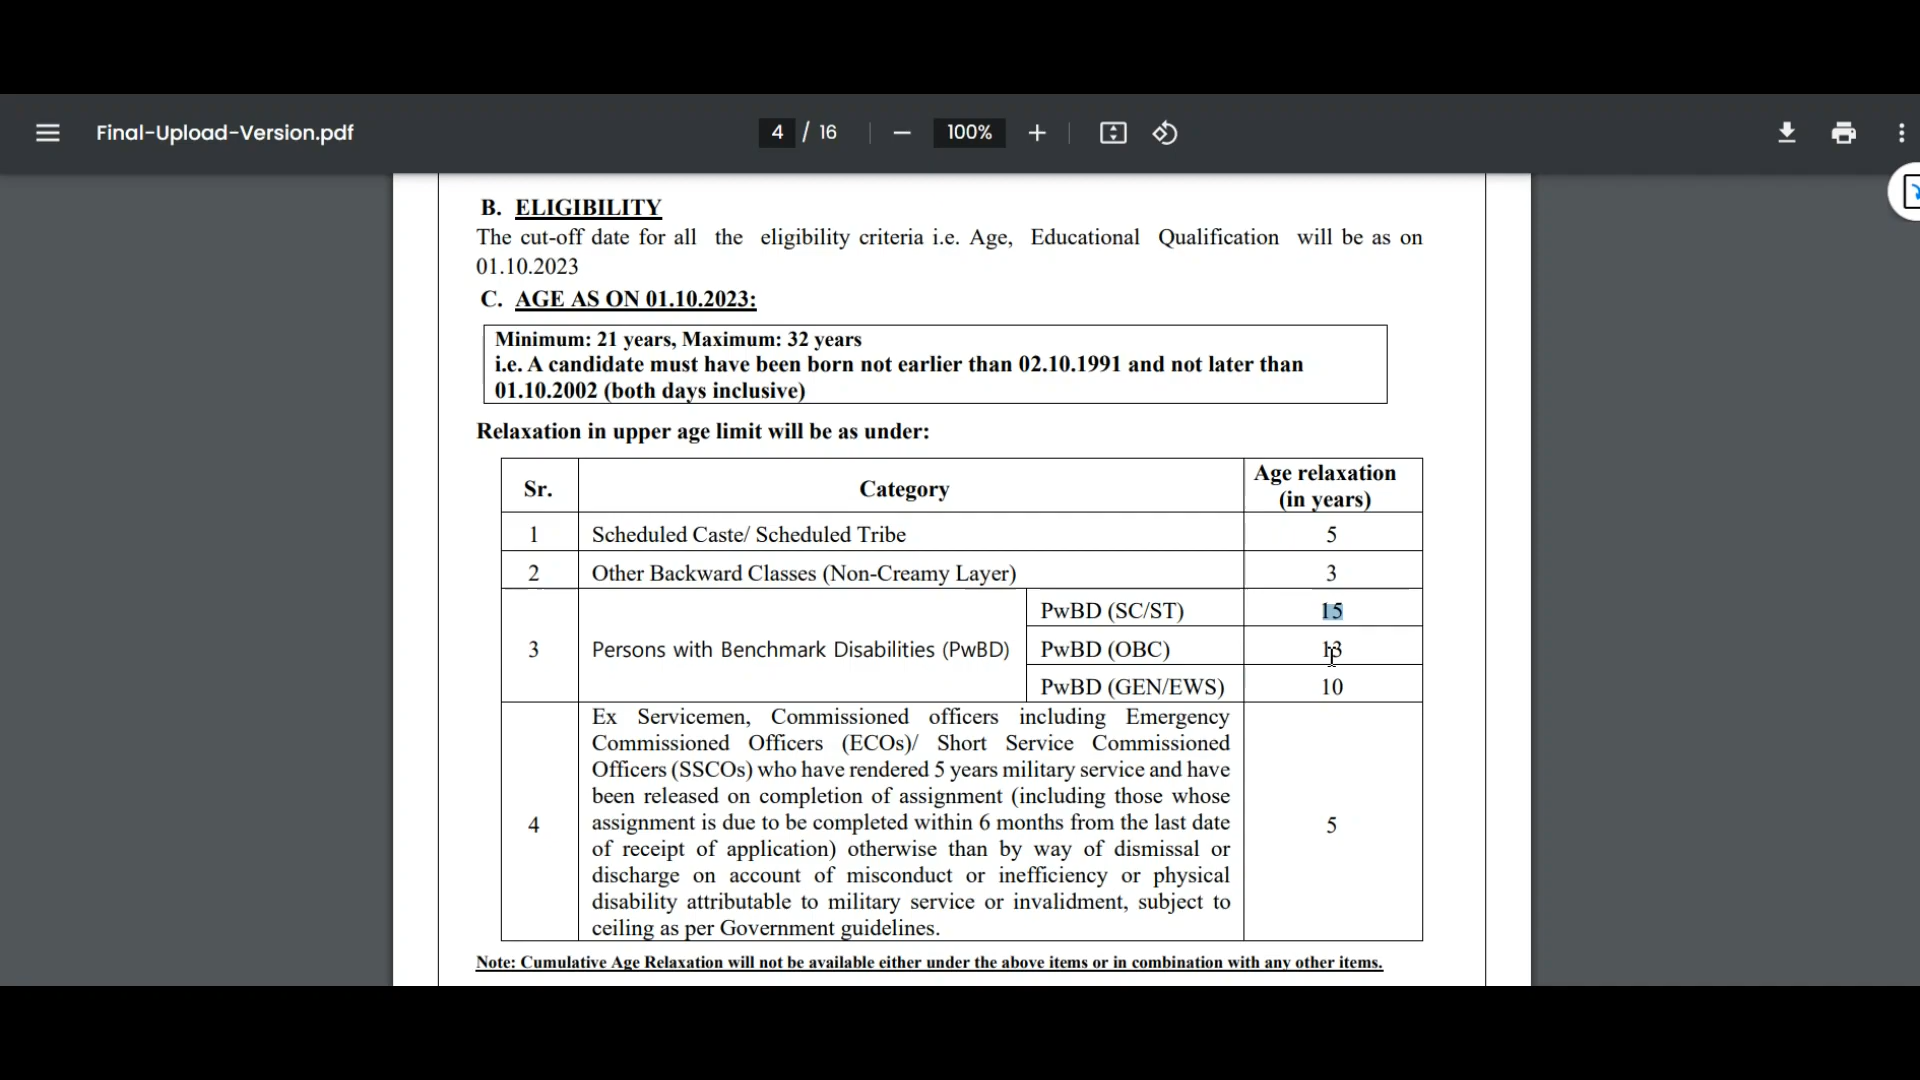 Final-Upload-Version.pdf
4 / 16
100%
B. ELIGIBILITY
The cut-off date for all the eligibility criteria i.e. Age, Educational Qualification will be as on
01.10.2023
C. AGE AS ON 01.10.2023:
Minimum: 21 years, Maximum: 32 years
i.e. A candidate must have been born not earlier than 02.10.1991 and not later than
01.10.2002 (both days inclusive)
Relaxation in upper age limit will be as under:
Sr. Category Age relaxation
(in years)
1 Scheduled Caste/ Scheduled Tribe 5
2 Other Backward Classes (Non-Creamy Layer) 3
PwBD (SC/ST) 15
3 Persons with Benchmark Disabilities (PwBD) PwBD (OBC) 13
PwBD (GEN/EWS) 10
Ex Servicemen, Commissioned officers including Emergency
Commissioned Officers (ECOs)/ Short Service Commissioned
Officers (SSCOs) who have rendered 5 years military service and have
been released on completion of assignment (including those whose
4 assignment is due to be completed within 6 months from the last date 5
of receipt of application) otherwise than by way of dismissal or
discharge on account of misconduct or inefficiency or physical
disability attributable to military service or invalidment, subject to
ceiling as per Government guidelines.
Note: Cumulative Age Relaxation will not be available either under the above items or in combination with any other items.